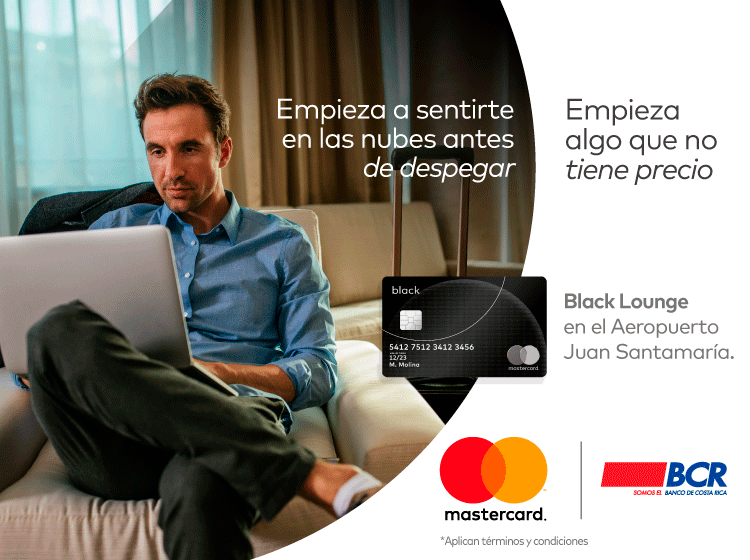 Empieza a sentirte
en las nubes antes
de despegar
Empieza
algo que no
tiene precio
black
5412 7512 3412 3456
12/23
M. Molina
mastercard
Black Lounge
en el Aeropuerto
Juan Santamaría.
mastercard.
BCR
SOMOS EL BANCO DE COSTA RICA
*Aplican términos y condiciones